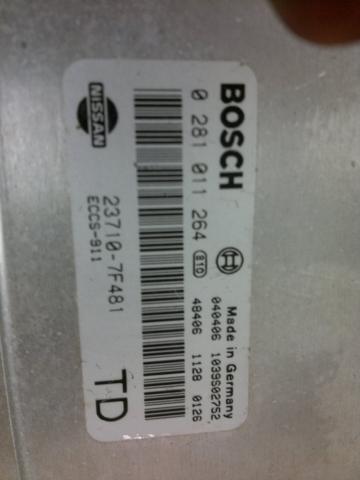 BOSCH
0 281 011 264 810
Made in Germany
040406 1039S02752
48406 1128 0126
NISSAN
23710-7F481
ECCS-911
TD